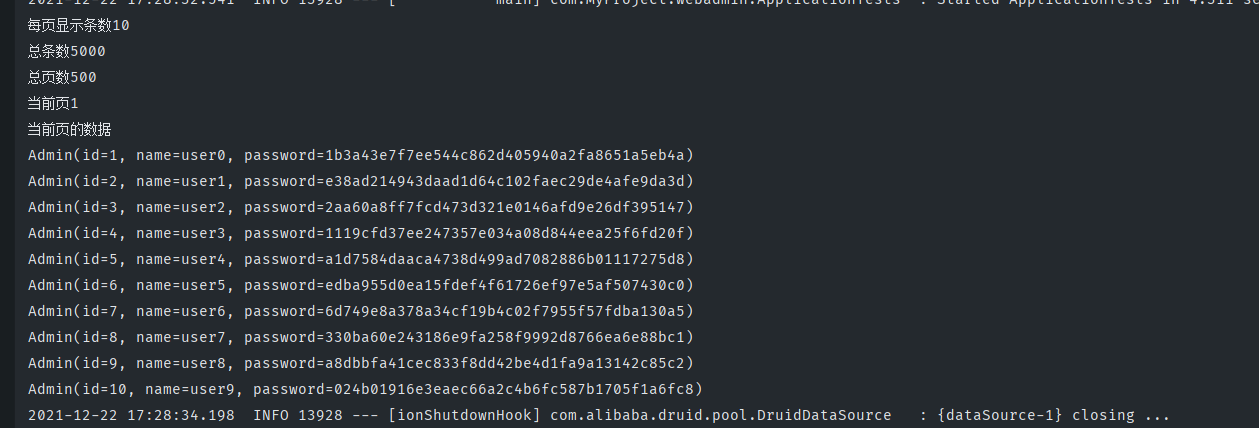 2021-12-22 17:28:32.541  INFO 13928 --- [           main] com.MyProject.webadmin.ApplicationTests  : Started ApplicationTests in 4.511
每页显示条数10
总条数5000
总页数500
当前页1
当前页的数据
Admin(id=1, name=user0, password=1b3a43e7f7ee544c862d405940a2fa8651a5eb4a)
Admin(id=2, name=user1, password=e38ad214943daad1d64c102faec29de4afe9da3d)
Admin(id=3, name=user2, password=2aa60a8ff7fcd473d321e0146afd9e26df395147)
Admin(id=4, name=user3, password=1119cfd37ee247357e034a08d844eea25f6fd20f)
Admin(id=5, name=user4, password=a1d7584daaca4738d499ad7082886b01117275d8)
Admin(id=6, name=user5, password=edba955d0ea15fdef4f61726ef97e5af507430c0)
Admin(id=7, name=user6, password=6d749e8a378a34cf19b4c02f7955f57fdba130a5)
Admin(id=8, name=user7, password=330ba60e243186e9fa258f9992d8766ea6e88bc1)
Admin(id=9, name=user8, password=a8dbbfa41cec833f8dd42be4d1fa9a13142c85c2)
Admin(id=10, name=user9, password=024b01916e3eaec66a2c4b6fc587b1705f1a6fc8)
2021-12-22 17:28:34.198  INFO 13928 --- [ionShutdownHook] com.alibaba.druid.pool.DruidDataSource   : {dataSource-1} closing ...